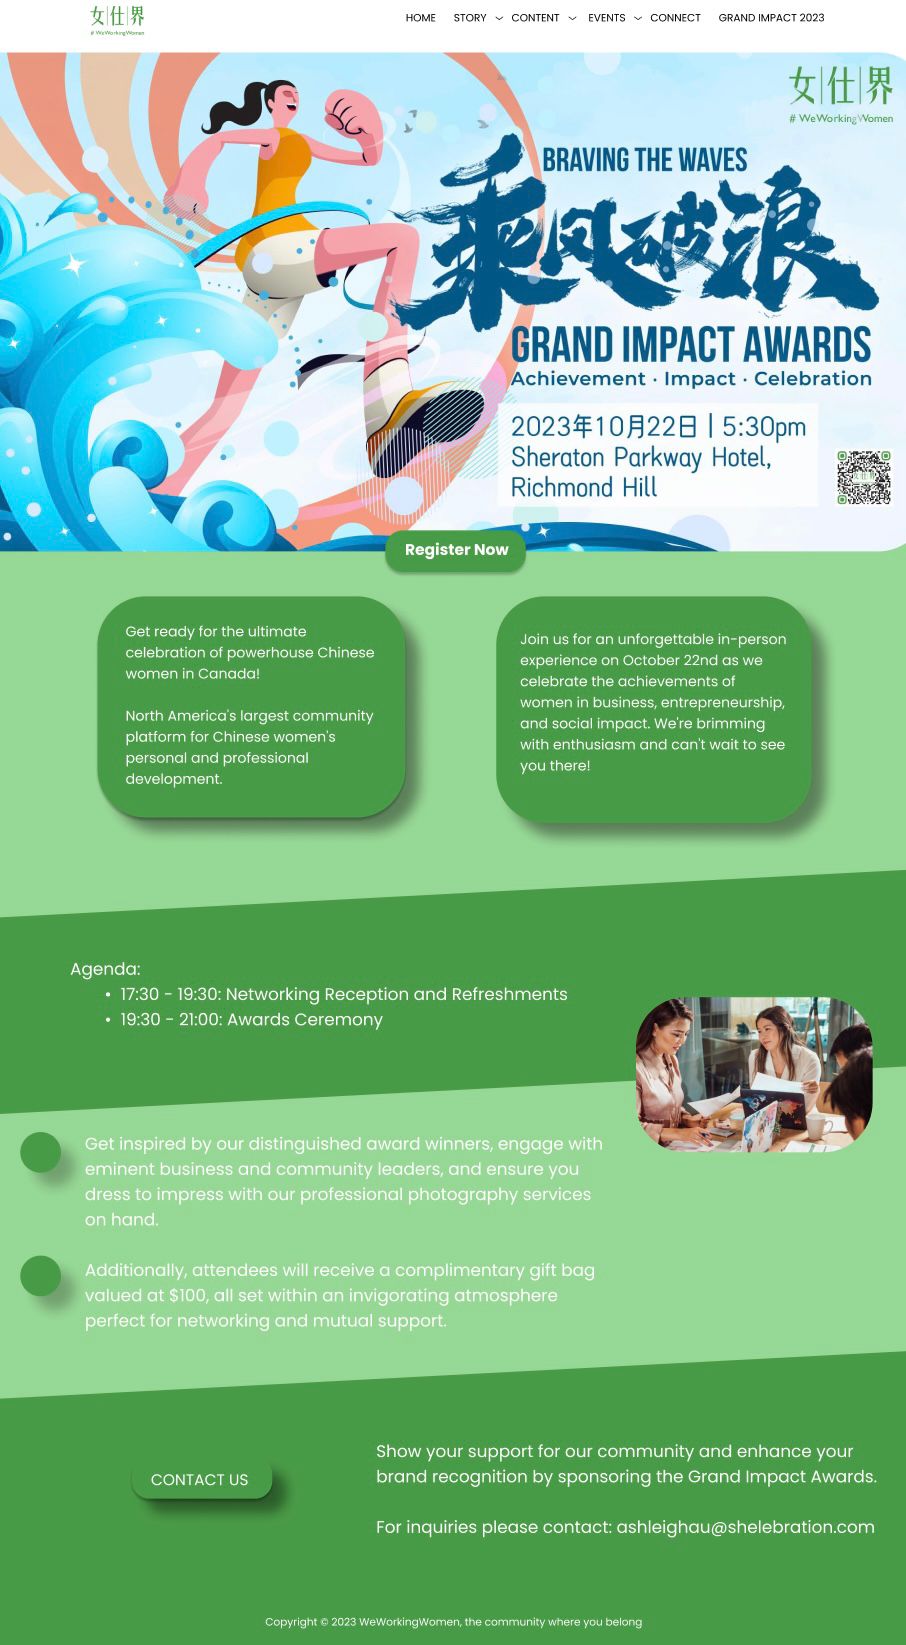 女|仕|界
# WeWorkingWomen
HOME STORY CONTENT EVENTS CONNECT GRAND IMPACT 2023
女|仕|界
# WeWorkingWomen
BRAVING THE WAVES
乘风破浪
GRAND IMPACT AWARDS
Achievement · Impact · Celebration
2023年10月22日 | 5:30pm
Sheraton Parkway Hotel,
Richmond Hill
Register Now
Get ready for the ultimate
celebration of powerhouse Chinese
women in Canada!
North America's largest community
platform for Chinese women's
personal and professional
development.
Join us for an unforgettable in-person
experience on October 22nd as we
celebrate the achievements of
women in business, entrepreneurship,
and social impact. We're brimming
with enthusiasm and can't wait to see
you there!
Agenda:
• 17:30 - 19:30: Networking Reception and Refreshments
• 19:30 - 21:00: Awards Ceremony
Get inspired by our distinguished award winners, engage with
eminent business and community leaders, and ensure you
dress to impress with our professional photography services
on hand.
Additionally, attendees will receive a complimentary gift bag
valued at $100, all set within an invigorating atmosphere
perfect for networking and mutual support.
CONTACT US
Show your support for our community and enhance your
brand recognition by sponsoring the Grand Impact Awards.
For inquiries please contact: ashleighau@shelebration.com
Copyright © 2023 WeWorkingWomen, the community where you belong